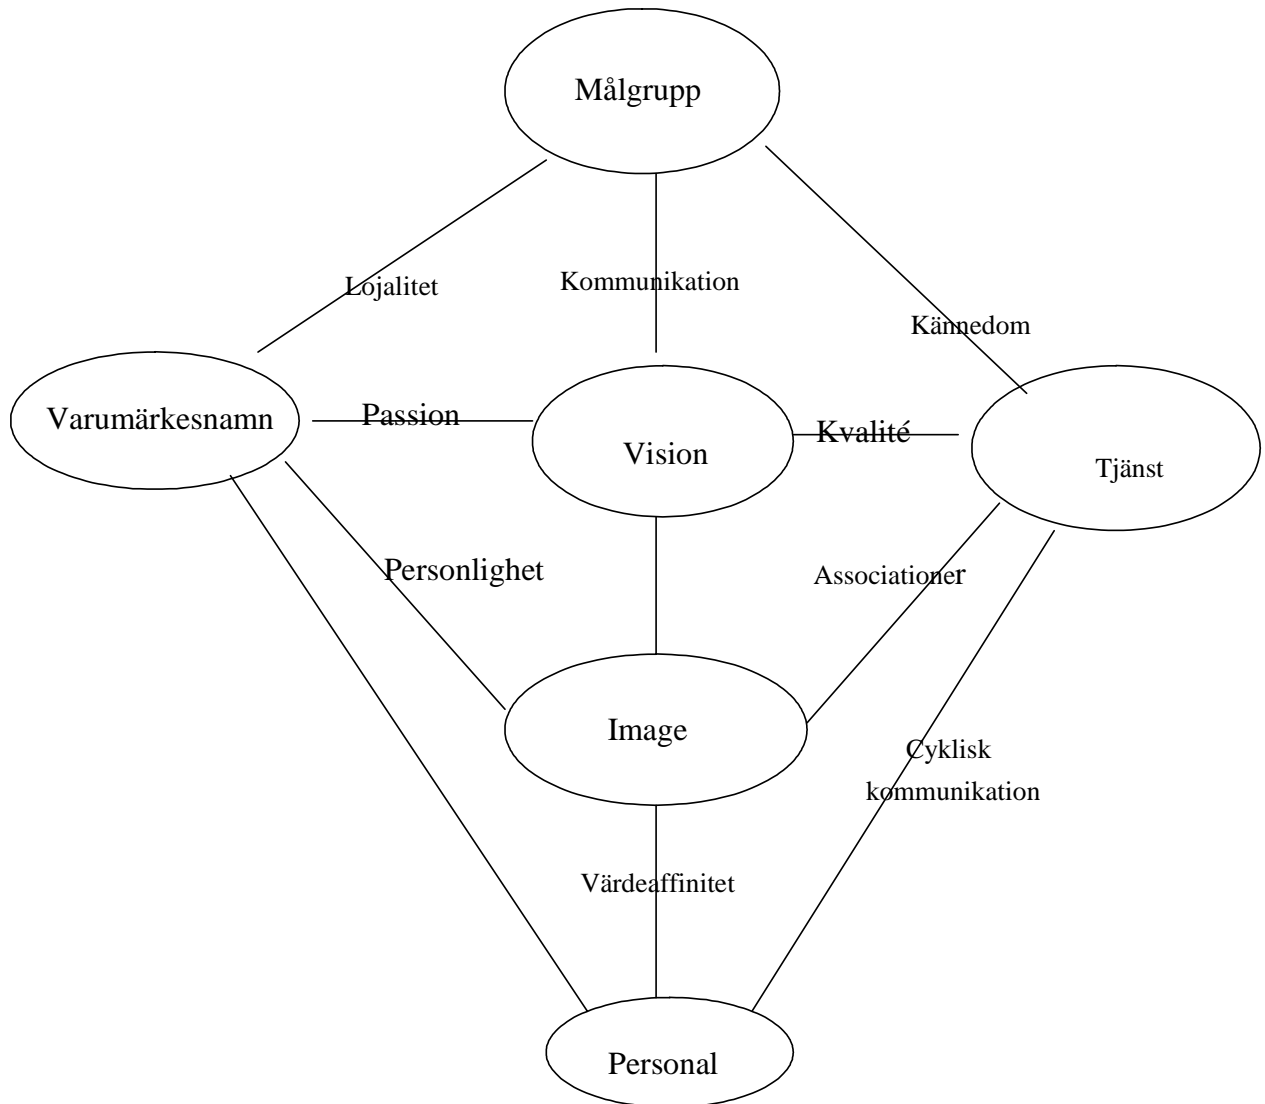 Målgrupp
Lojalitet
Kommunikation
Kännedom
Varumärkesnamn
Passion
Vision
Kvalité
Tjänst
Personlighet
Associationer
Image
Cyklisk
kommunikation
Värdeaffinitet
Personal